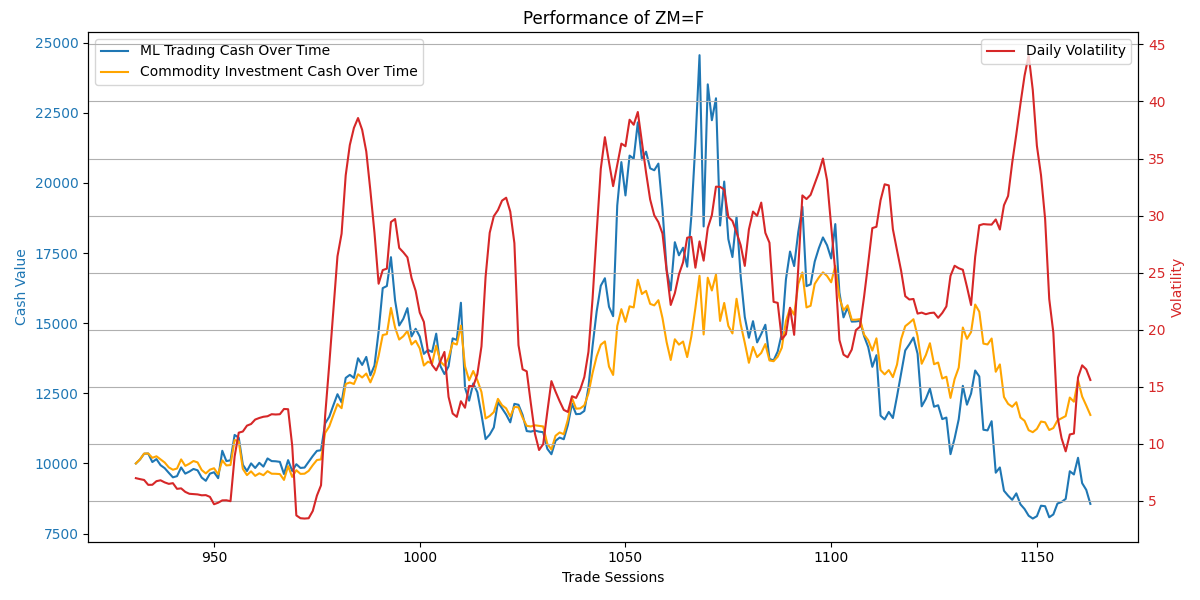 Performance of ZM=F
ML Trading Cash Over Time
Commodity Investment Cash Over Time
Daily Volatility
25000
22500
20000
17500
15000
12500
10000
7500
Cash Value
45
40
35
30
25
20
15
10
5
Volatility
950 1000 1050 1100 1150
Trade Sessions